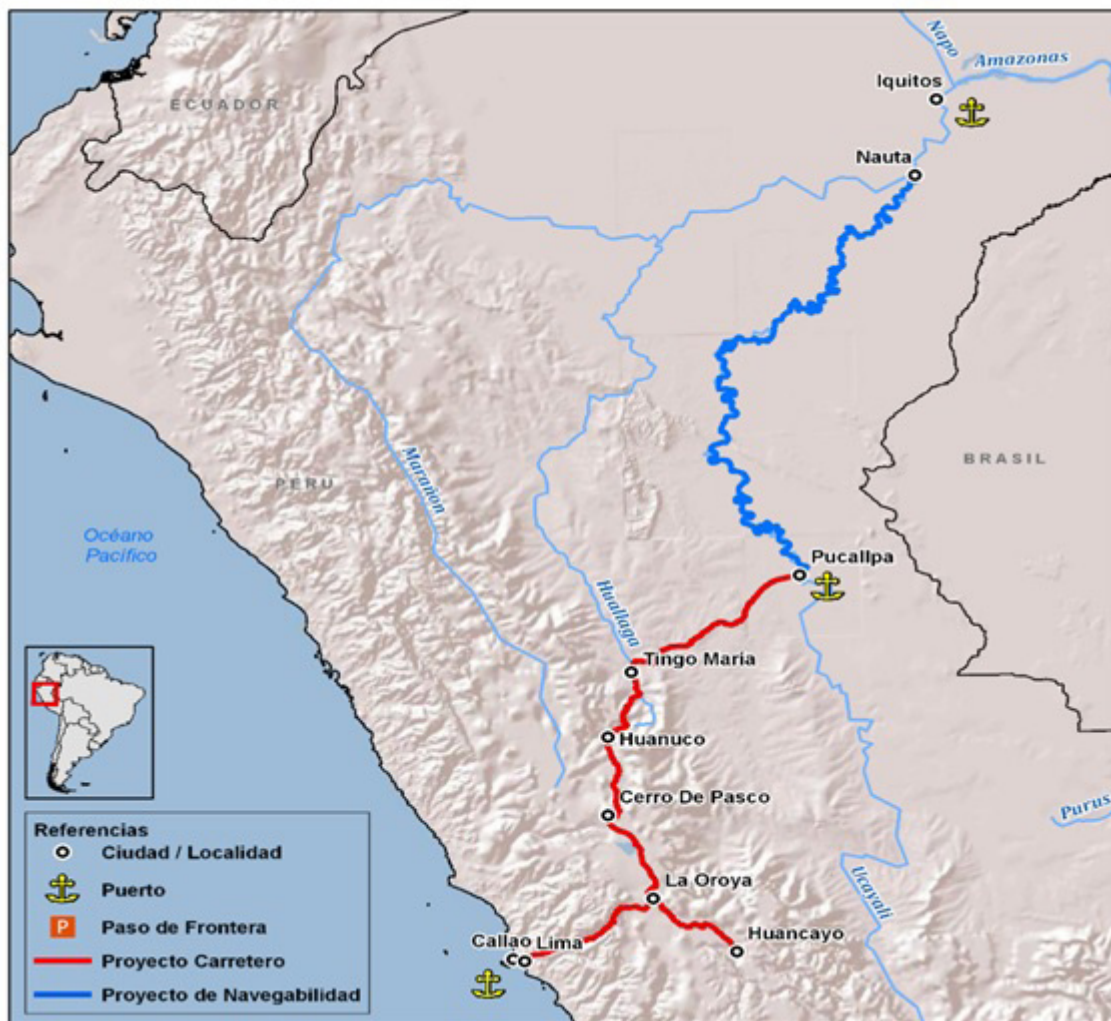 Napo
Amazonas
Iquitos
ECUADOR
Nauta
Marañon
BRASIL
PERU
Océano
Pacífico
Pucallpa
Huallaga
Tingo Maria
Huanuco
Cerro De Pasco
Purus
La Oroya
Ucayali
Huancayo
Callao
Lima
Referencias
Ciudad / Localidad
Puerto
P Paso de Frontera
Proyecto Carretero
Proyecto de Navegabilidad